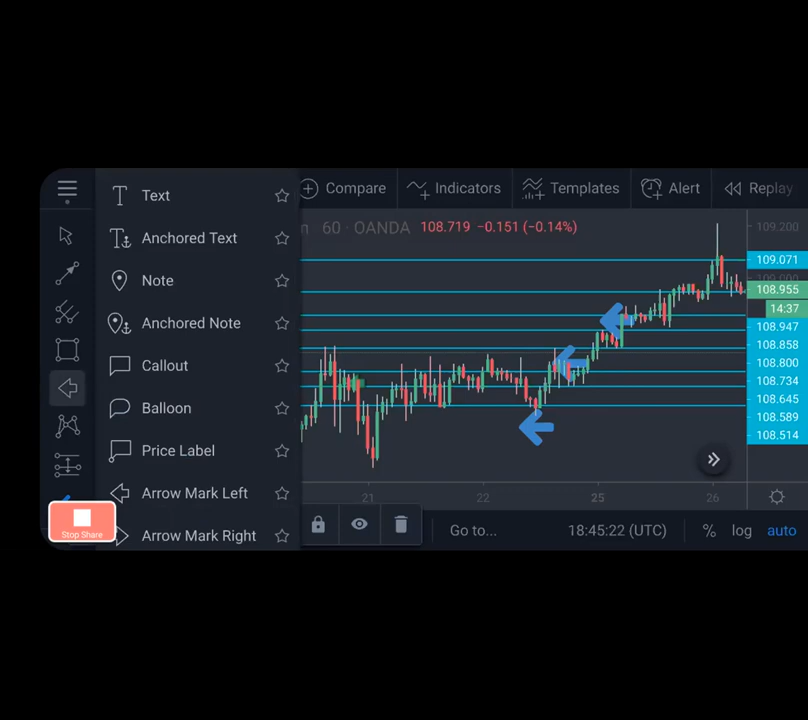 Compare
Indicators
Templates
Alert
Replay
Text
Anchored Text
Note
Anchored Note
Callout
Balloon
Price Label
Arrow Mark Left
Arrow Mark Right
60 · OANDA 108.719 −0.151 (−0.14%)
109.200
109.071
109.000
108.955
14:37
108.947
108.858
108.800
108.734
108.645
108.589
108.514
21
22
25
26
Stop Share
Go to...
18:45:22 (UTC)
%
log
auto